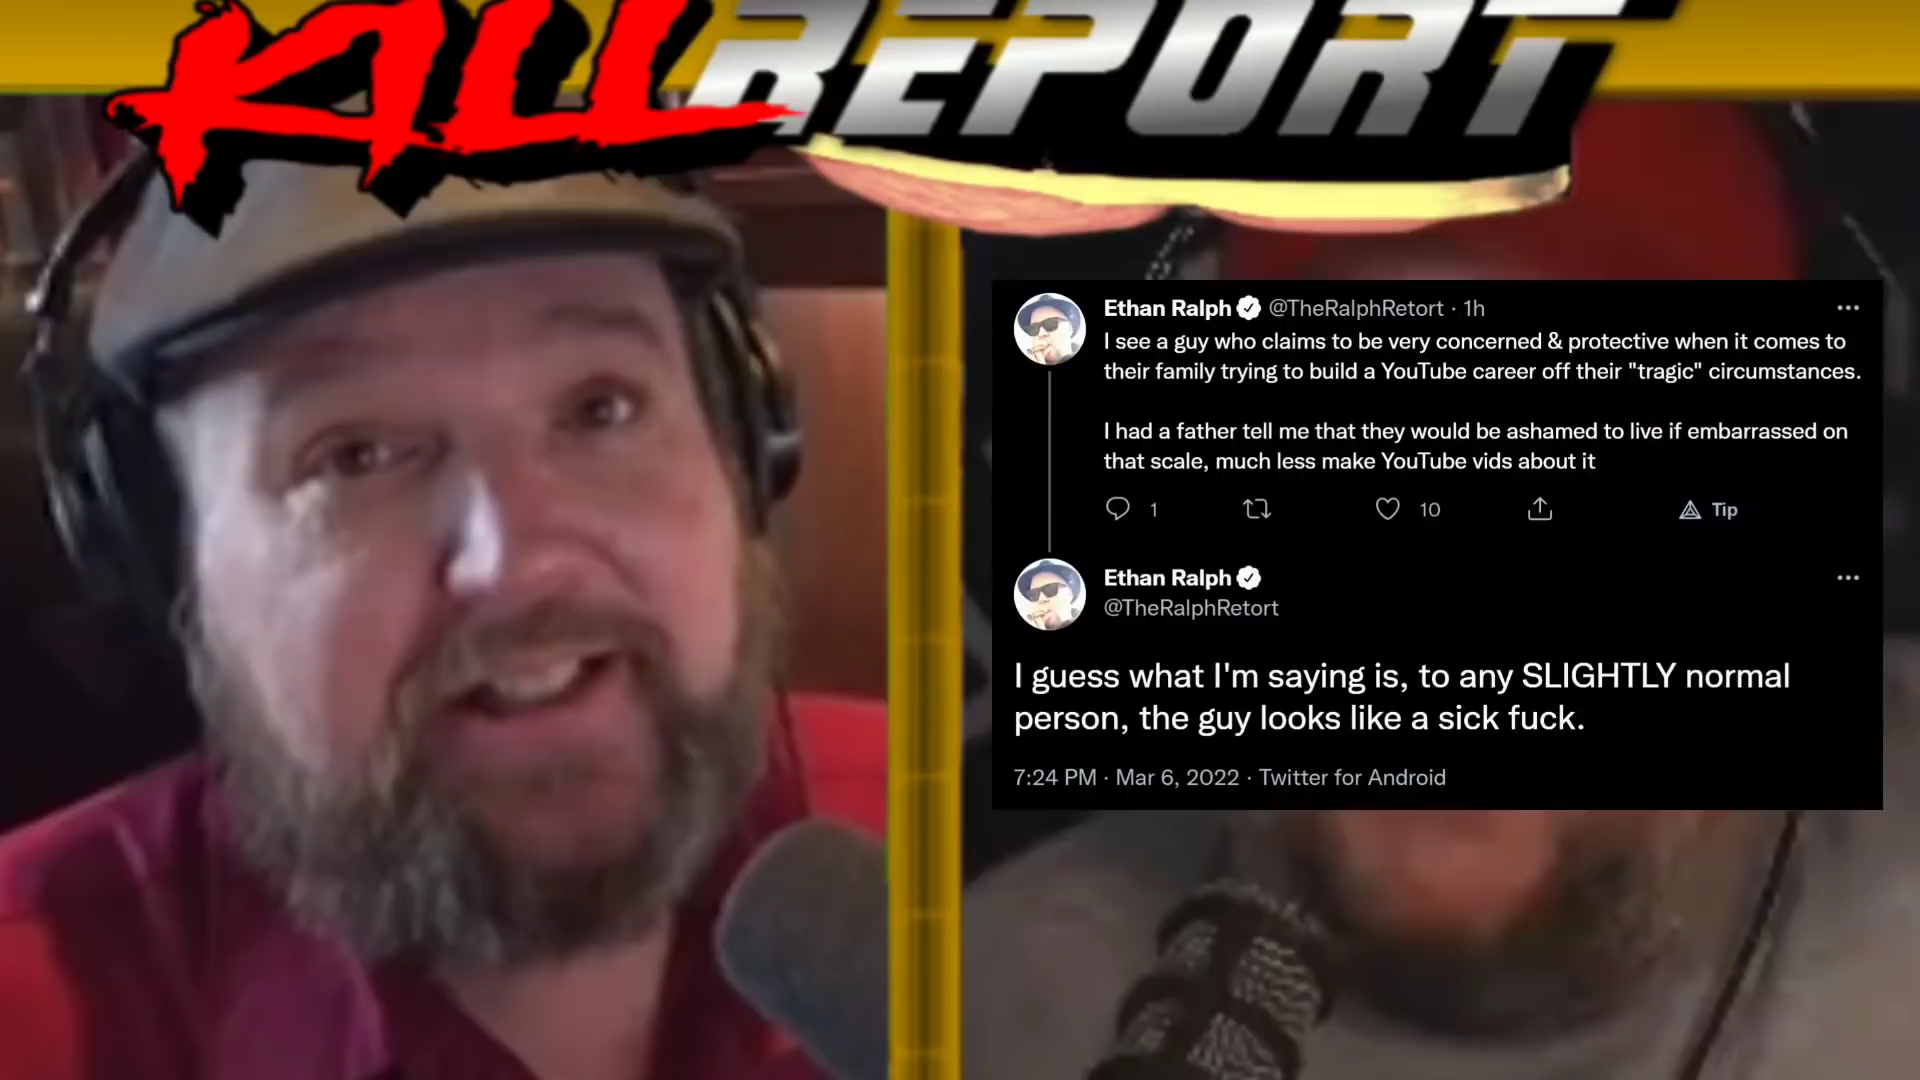 KILL REPORT
Ethan Ralph @TheRalphRetort · 1h
I see a guy who claims to be very concerned & protective when it comes to
their family trying to build a YouTube career off their "tragic" circumstances.
I had a father tell me that they would be ashamed to live if embarrassed on
that scale, much less make YouTube vids about it
1 10 Tip
Ethan Ralph
@TheRalphRetort
I guess what I'm saying is, to any SLIGHTLY normal
person, the guy looks like a sick fuck.
7:24 PM · Mar 6, 2022 · Twitter for Android